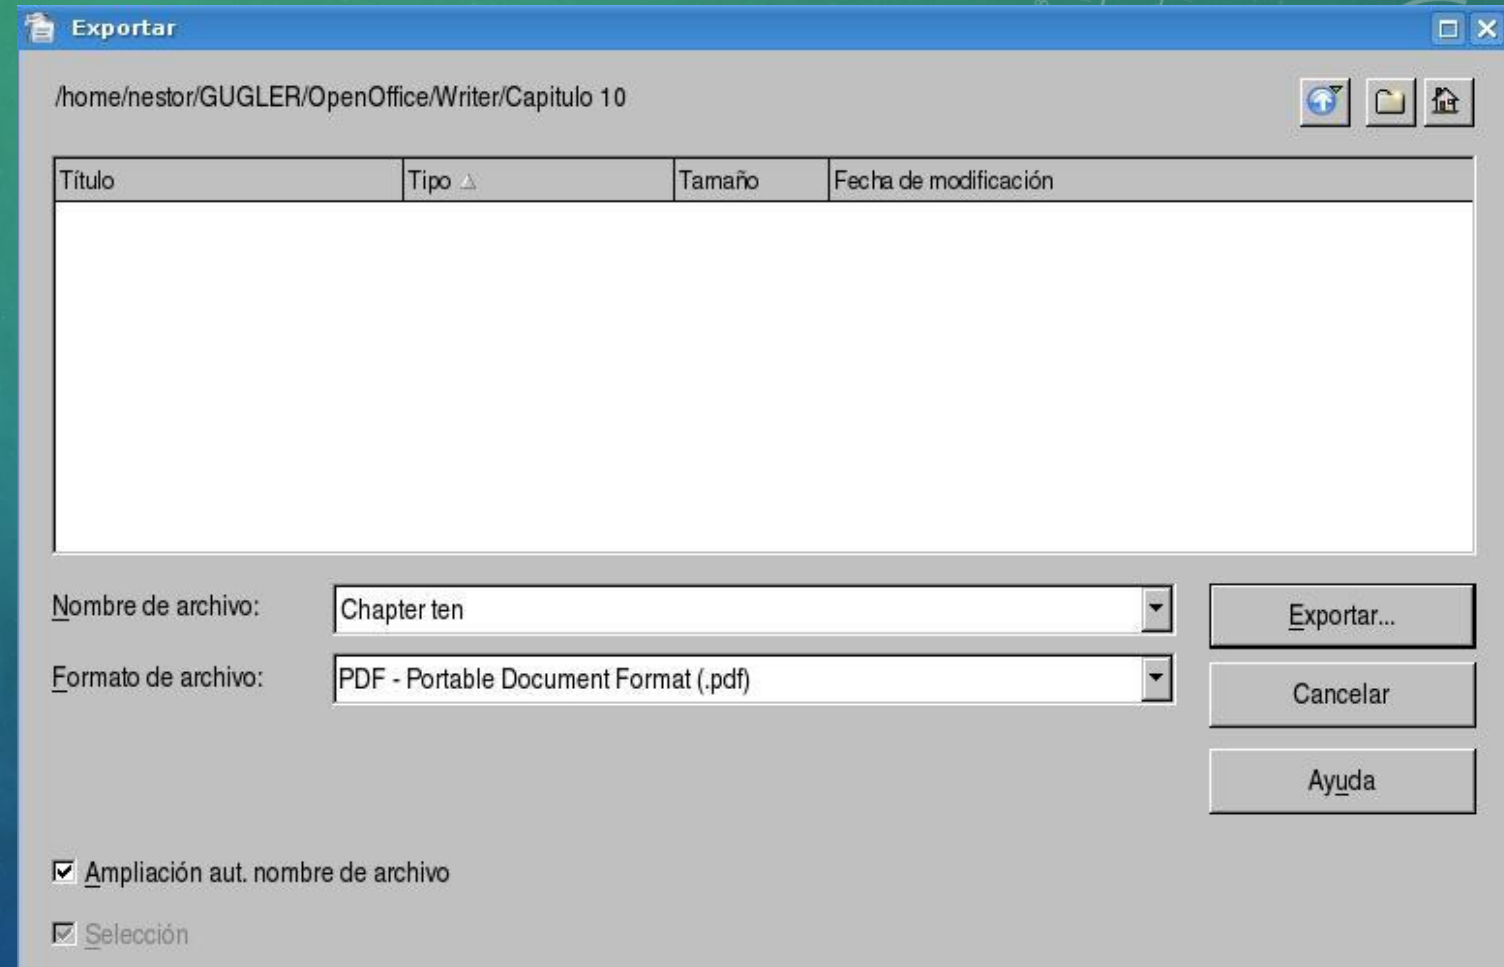 Exportar
/home/nestor/GUGLER/OpenOffice/Writer/Capitulo 10
Título Tipo Tamaño Fecha de modificación
Nombre de archivo: Chapter ten Exportar...
Formato de archivo: PDF - Portable Document Format (.pdf) Cancelar
Ayuda
Ampliación aut. nombre de archivo
Selección